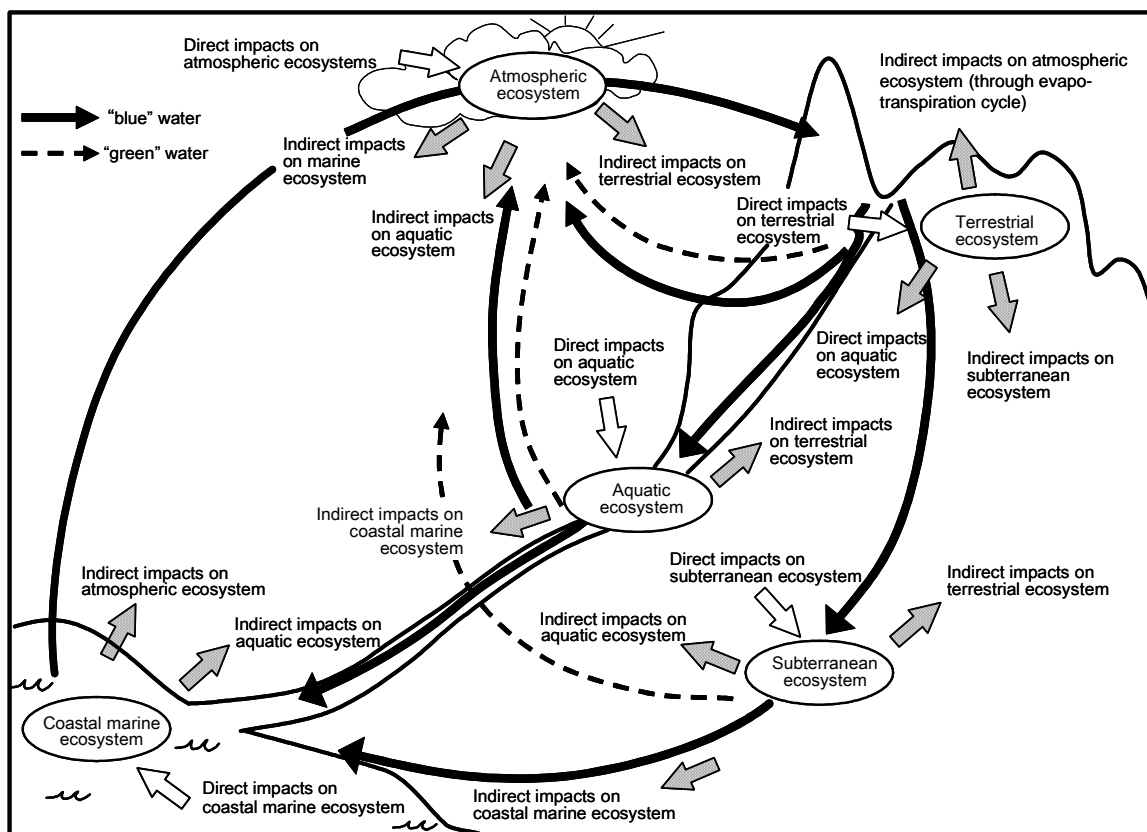 Direct impacts on
atmospheric ecosystems
Atmospheric
ecosystem
Indirect impacts on atmospheric
ecosystem (through evapo-
transpiration cycle)
"blue" water
"green" water
Indirect impacts
on marine
ecosystem
Indirect impacts on
terrestrial ecosystem
Indirect impacts
on aquatic
ecosystem
Direct impacts
on terrestrial
ecosystem
Terrestrial
ecosystem
Direct impacts
on aquatic
ecosystem
Direct impacts
on aquatic
ecosystem
Indirect impacts on
subterranean
ecosystem
Indirect impacts
on terrestrial
ecosystem
Aquatic
ecosystem
Indirect impacts on
coastal marine
ecosystem
Direct impacts on
subterranean ecosystem
Indirect impacts on
terrestrial ecosystem
Indirect impacts on
atmospheric ecosystem
Indirect impacts
on aquatic ecosystem
Indirect impacts
on aquatic ecosystem
Subterranean
ecosystem
Coastal marine
ecosystem
Direct impacts on
coastal marine ecosystem
Indirect impacts on
coastal marine ecosystem